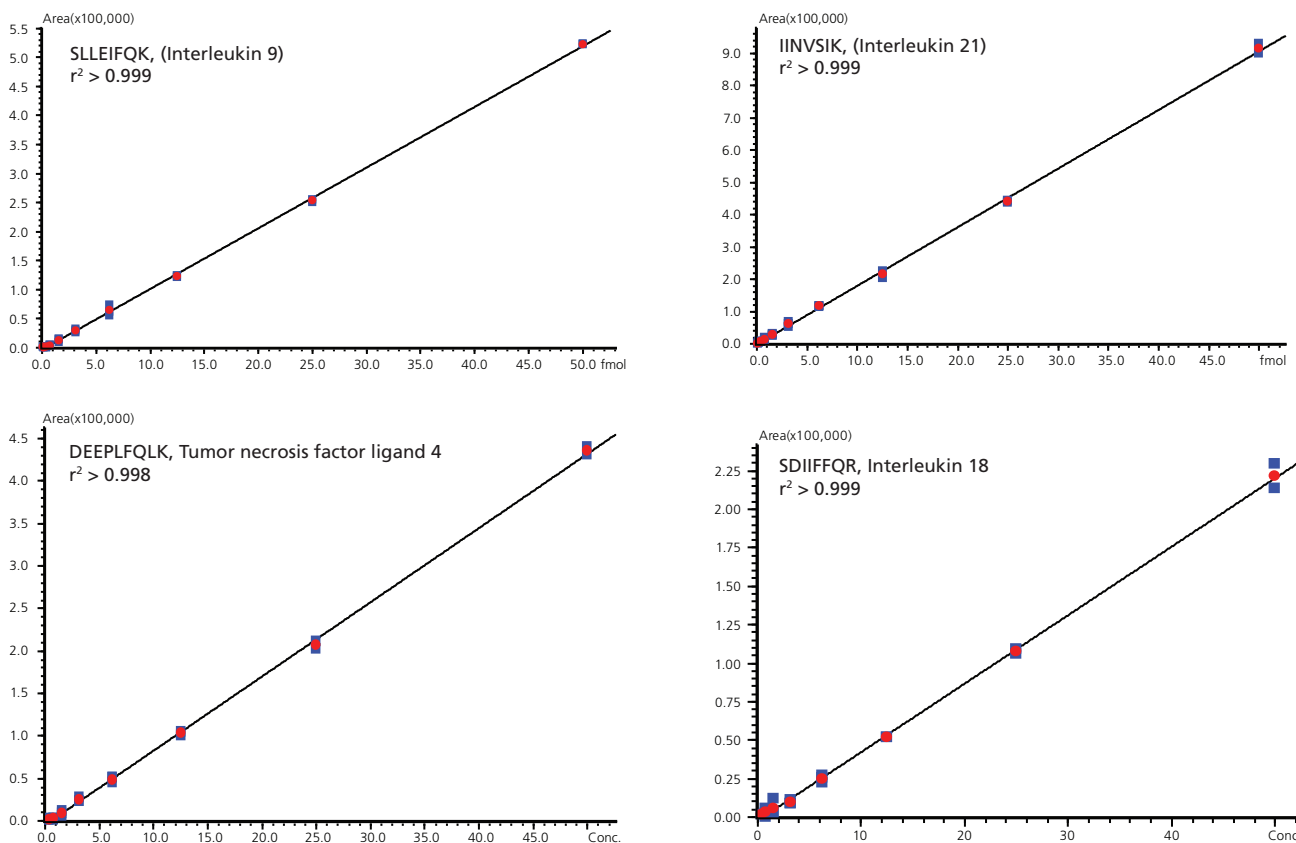 Area(x100,000)
SLLEIFQK, (Interleukin 9)
r² > 0.999
5.5
5.0
4.5
4.0
3.5
3.0
2.5
2.0
1.5
1.0
0.5
0.0
0.0 5.0 10.0 15.0 20.0 25.0 30.0 35.0 40.0 45.0 50.0 fmol
Area(x100,000)
IINVSIK, (Interleukin 21)
r² > 0.999
9.0
8.0
7.0
6.0
5.0
4.0
3.0
2.0
1.0
0.0
0.0 5.0 10.0 15.0 20.0 25.0 30.0 35.0 40.0 45.0 fmol
Area(x100,000)
DEEPLFQLK, Tumor necrosis factor ligand 4
r² > 0.998
4.5
4.0
3.5
3.0
2.5
2.0
1.5
1.0
0.5
0.0
0.0 5.0 10.0 15.0 20.0 25.0 30.0 35.0 40.0 45.0 Conc.
Area(x100,000)
SDIIFFQR, Interleukin 18
r² > 0.999
2.25
2.00
1.75
1.50
1.25
1.00
0.75
0.50
0.25
0.00
0 10 20 30 40 Conc